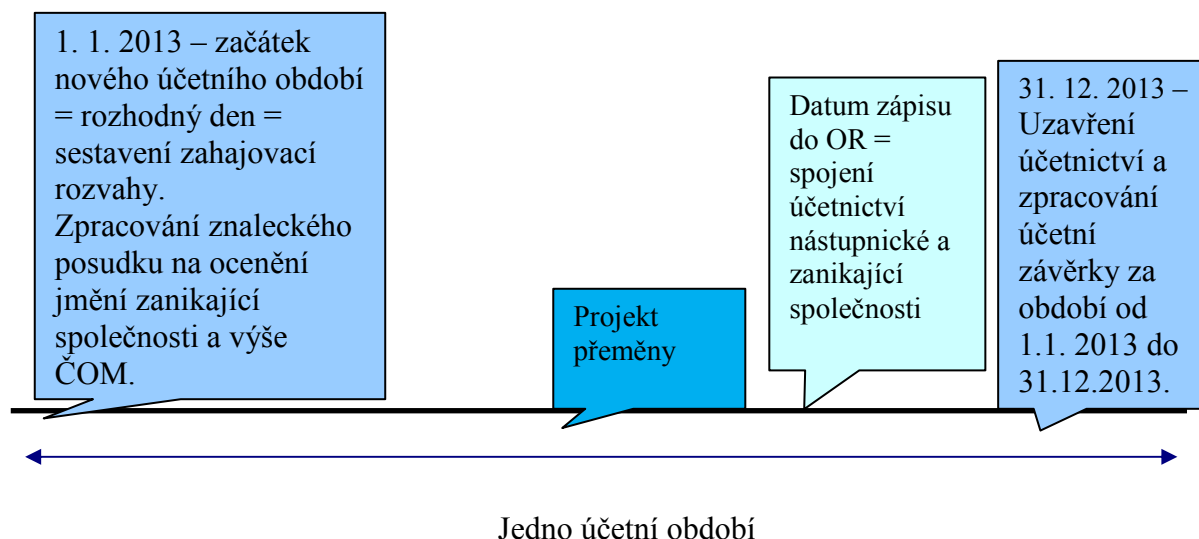 1. 1. 2013 – začátek
nového účetního období
= rozhodný den =
sestavení zahajovací
rozvahy.
Zpracování znaleckého
posudku na ocenění
jmění zanikající
společnosti a výše
ČOM.
Projekt
přeměny
Datum zápisu
do OR =
spojení
účetnictví
nástupnické a
zanikající
společnosti
31. 12. 2013 –
Uzavření
účetnictví a
zpracování
účetní
závěrky za
období od
1.1. 2013 do
31.12.2013.
Jedno účetní období